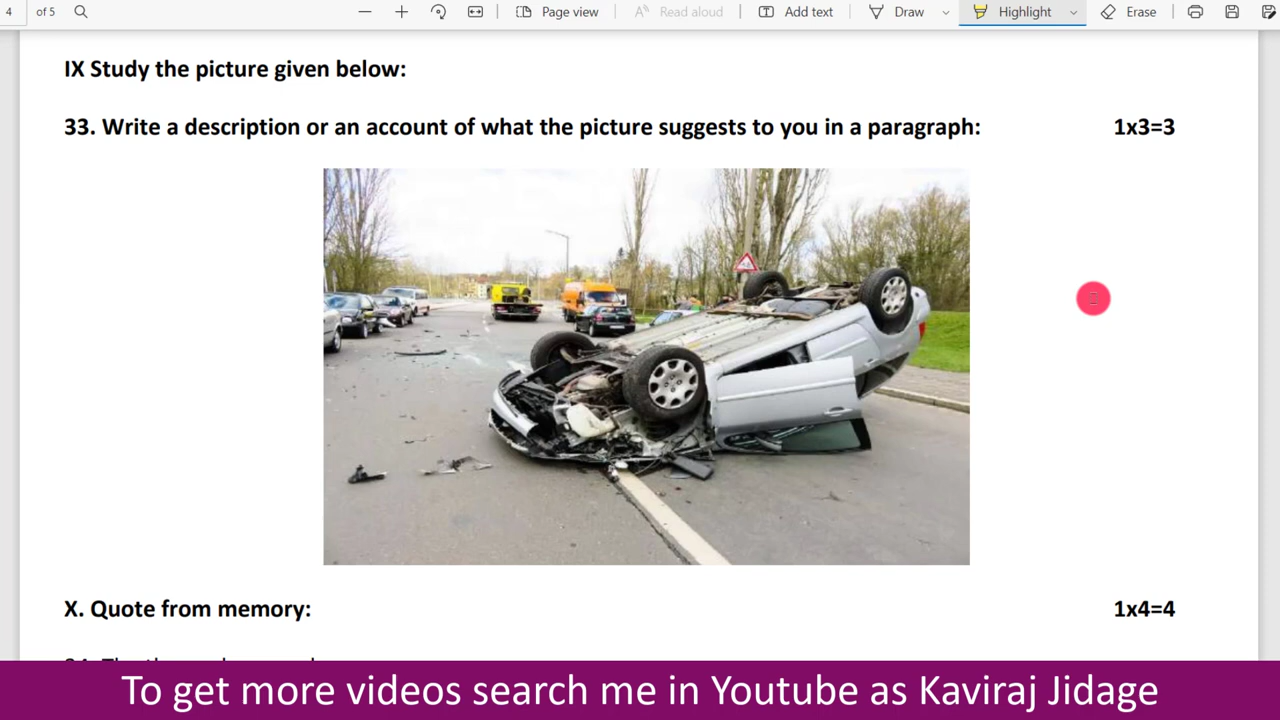 4 of 5 Page view Read aloud Add text Draw Highlight Erase
IX Study the picture given below:
33. Write a description or an account of what the picture suggests to you in a paragraph: 1x3=3
X. Quote from memory: 1x4=4
To get more videos search me in Youtube as Kaviraj Jidage